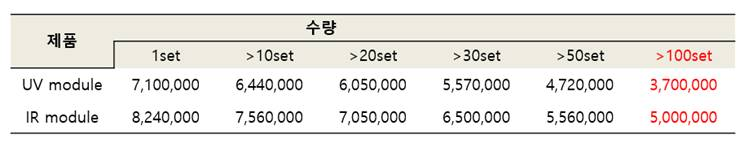 제품 수량
1set >10set >20set >30set >50set >100set
UV module 7,100,000 6,440,000 6,050,000 5,570,000 4,720,000 3,700,000
IR module 8,240,000 7,560,000 7,050,000 6,500,000 5,560,000 5,000,000